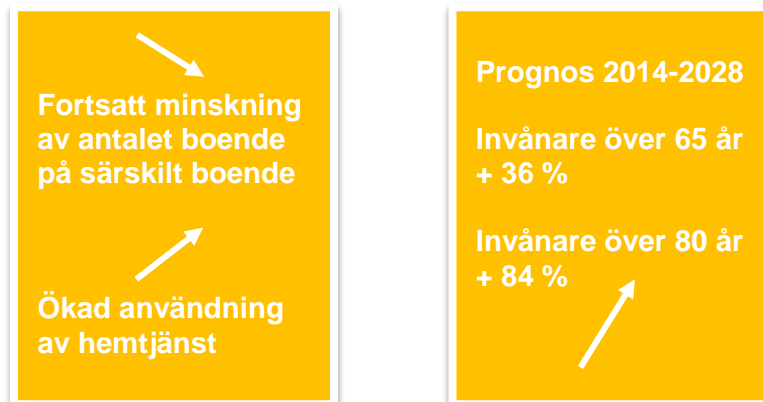 Fortsatt minskning
av antalet boende
på särskilt boende
Ökad användning
av hemtjänst
Prognos 2014-2028
Invånare över 65 år
+ 36 %
Invånare över 80 år
+ 84 %